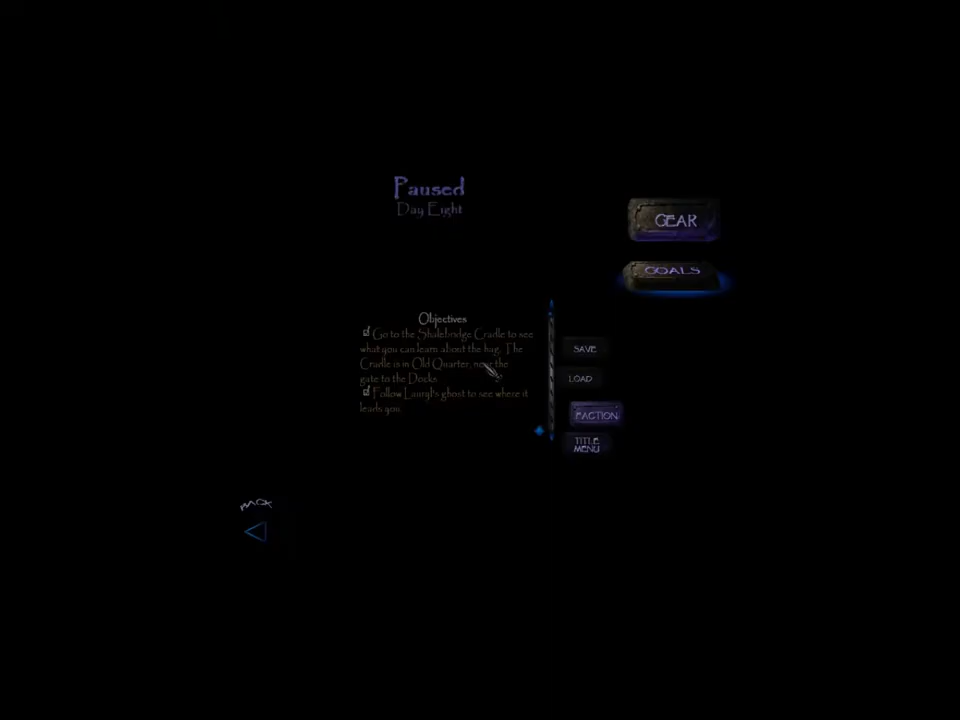 Paused
Day Eight
GEAR
GOALS
Objectives
Go to the Shalebridge Cradle to see
what you can learn about the hag. The
Cradle is in Old Quarter, near the
gate to the Docks.
Follow Lauryl's ghost to see where it
leads you.
SAVE
LOAD
FACTION
TITLE
MENU